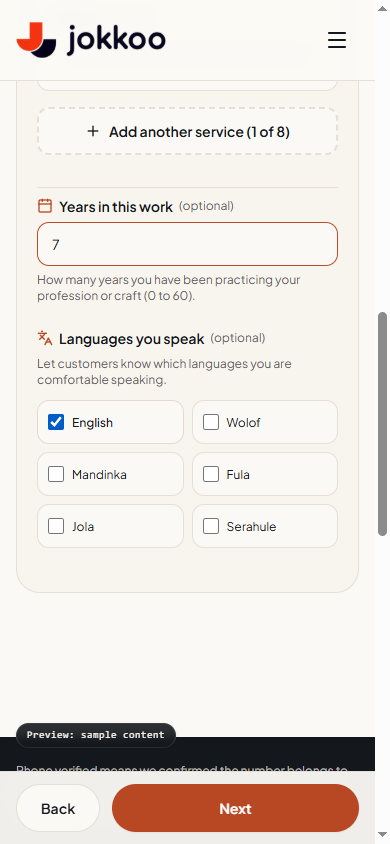 jokkoo
Add another service (1 of 8)
Years in this work (optional)
7
How many years you have been practicing your
profession or craft (0 to 60).
Languages you speak (optional)
Let customers know which languages you are
comfortable speaking.
English
Wolof
Mandinka
Fula
Jola
Serahule
Preview: sample content
Phone verified means we confirmed the number belongs to
Back
Next